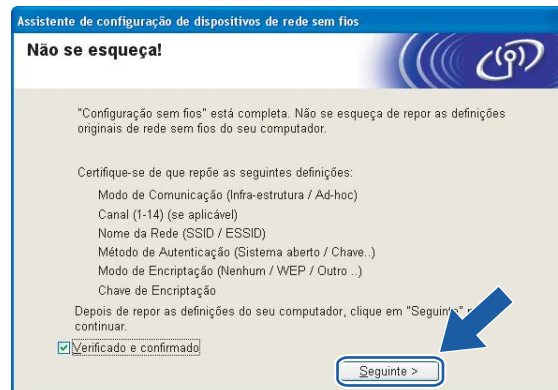 Assistente de configuração de dispositivos de rede sem fios
Não se esqueça!
"Configuração sem fios" está completa. Não se esqueça de repor as definições
originais de rede sem fios do seu computador.
Certifique-se de que repõe as seguintes definições:
Modo de Comunicação (Infra-estrutura / Ad-hoc)
Canal (1-14) (se aplicável)
Nome da Rede (SSID / ESSID)
Método de Autenticação (Sistema aberto / Chave..)
Modo de Encriptação (Nenhum / WEP / Outro ..)
Chave de Encriptação
Depois de repor as definições do seu computador, clique em "Seguinte"
continuar.
Verificado e confirmado
Seguinte >